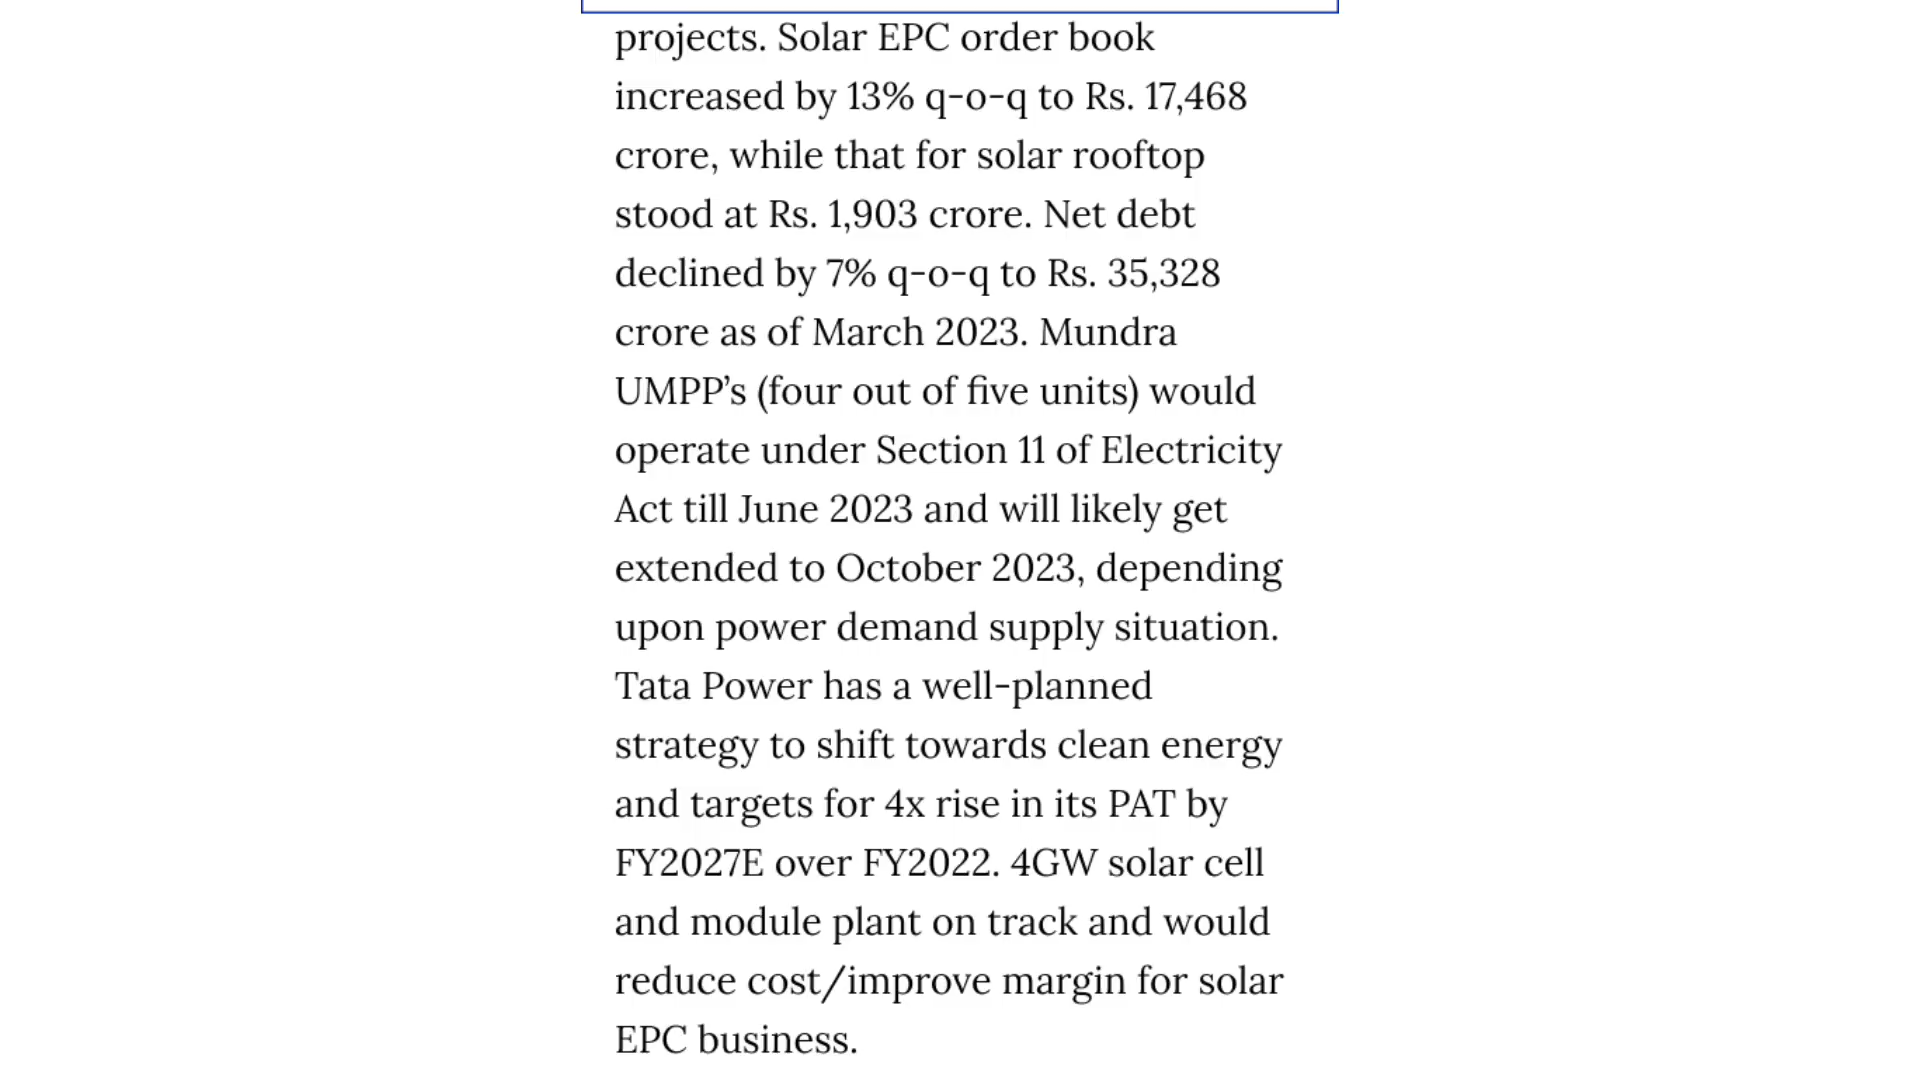 projects. Solar EPC order book
increased by 13% q-o-q to Rs. 17,468
crore, while that for solar rooftop
stood at Rs. 1,903 crore. Net debt
declined by 7% q-o-q to Rs. 35,328
crore as of March 2023. Mundra
UMPP’s (four out of five units) would
operate under Section 11 of Electricity
Act till June 2023 and will likely get
extended to October 2023, depending
upon power demand supply situation.
Tata Power has a well-planned
strategy to shift towards clean energy
and targets for 4x rise in its PAT by
FY2027E over FY2022. 4GW solar cell
and module plant on track and would
reduce cost/improve margin for solar
EPC business.